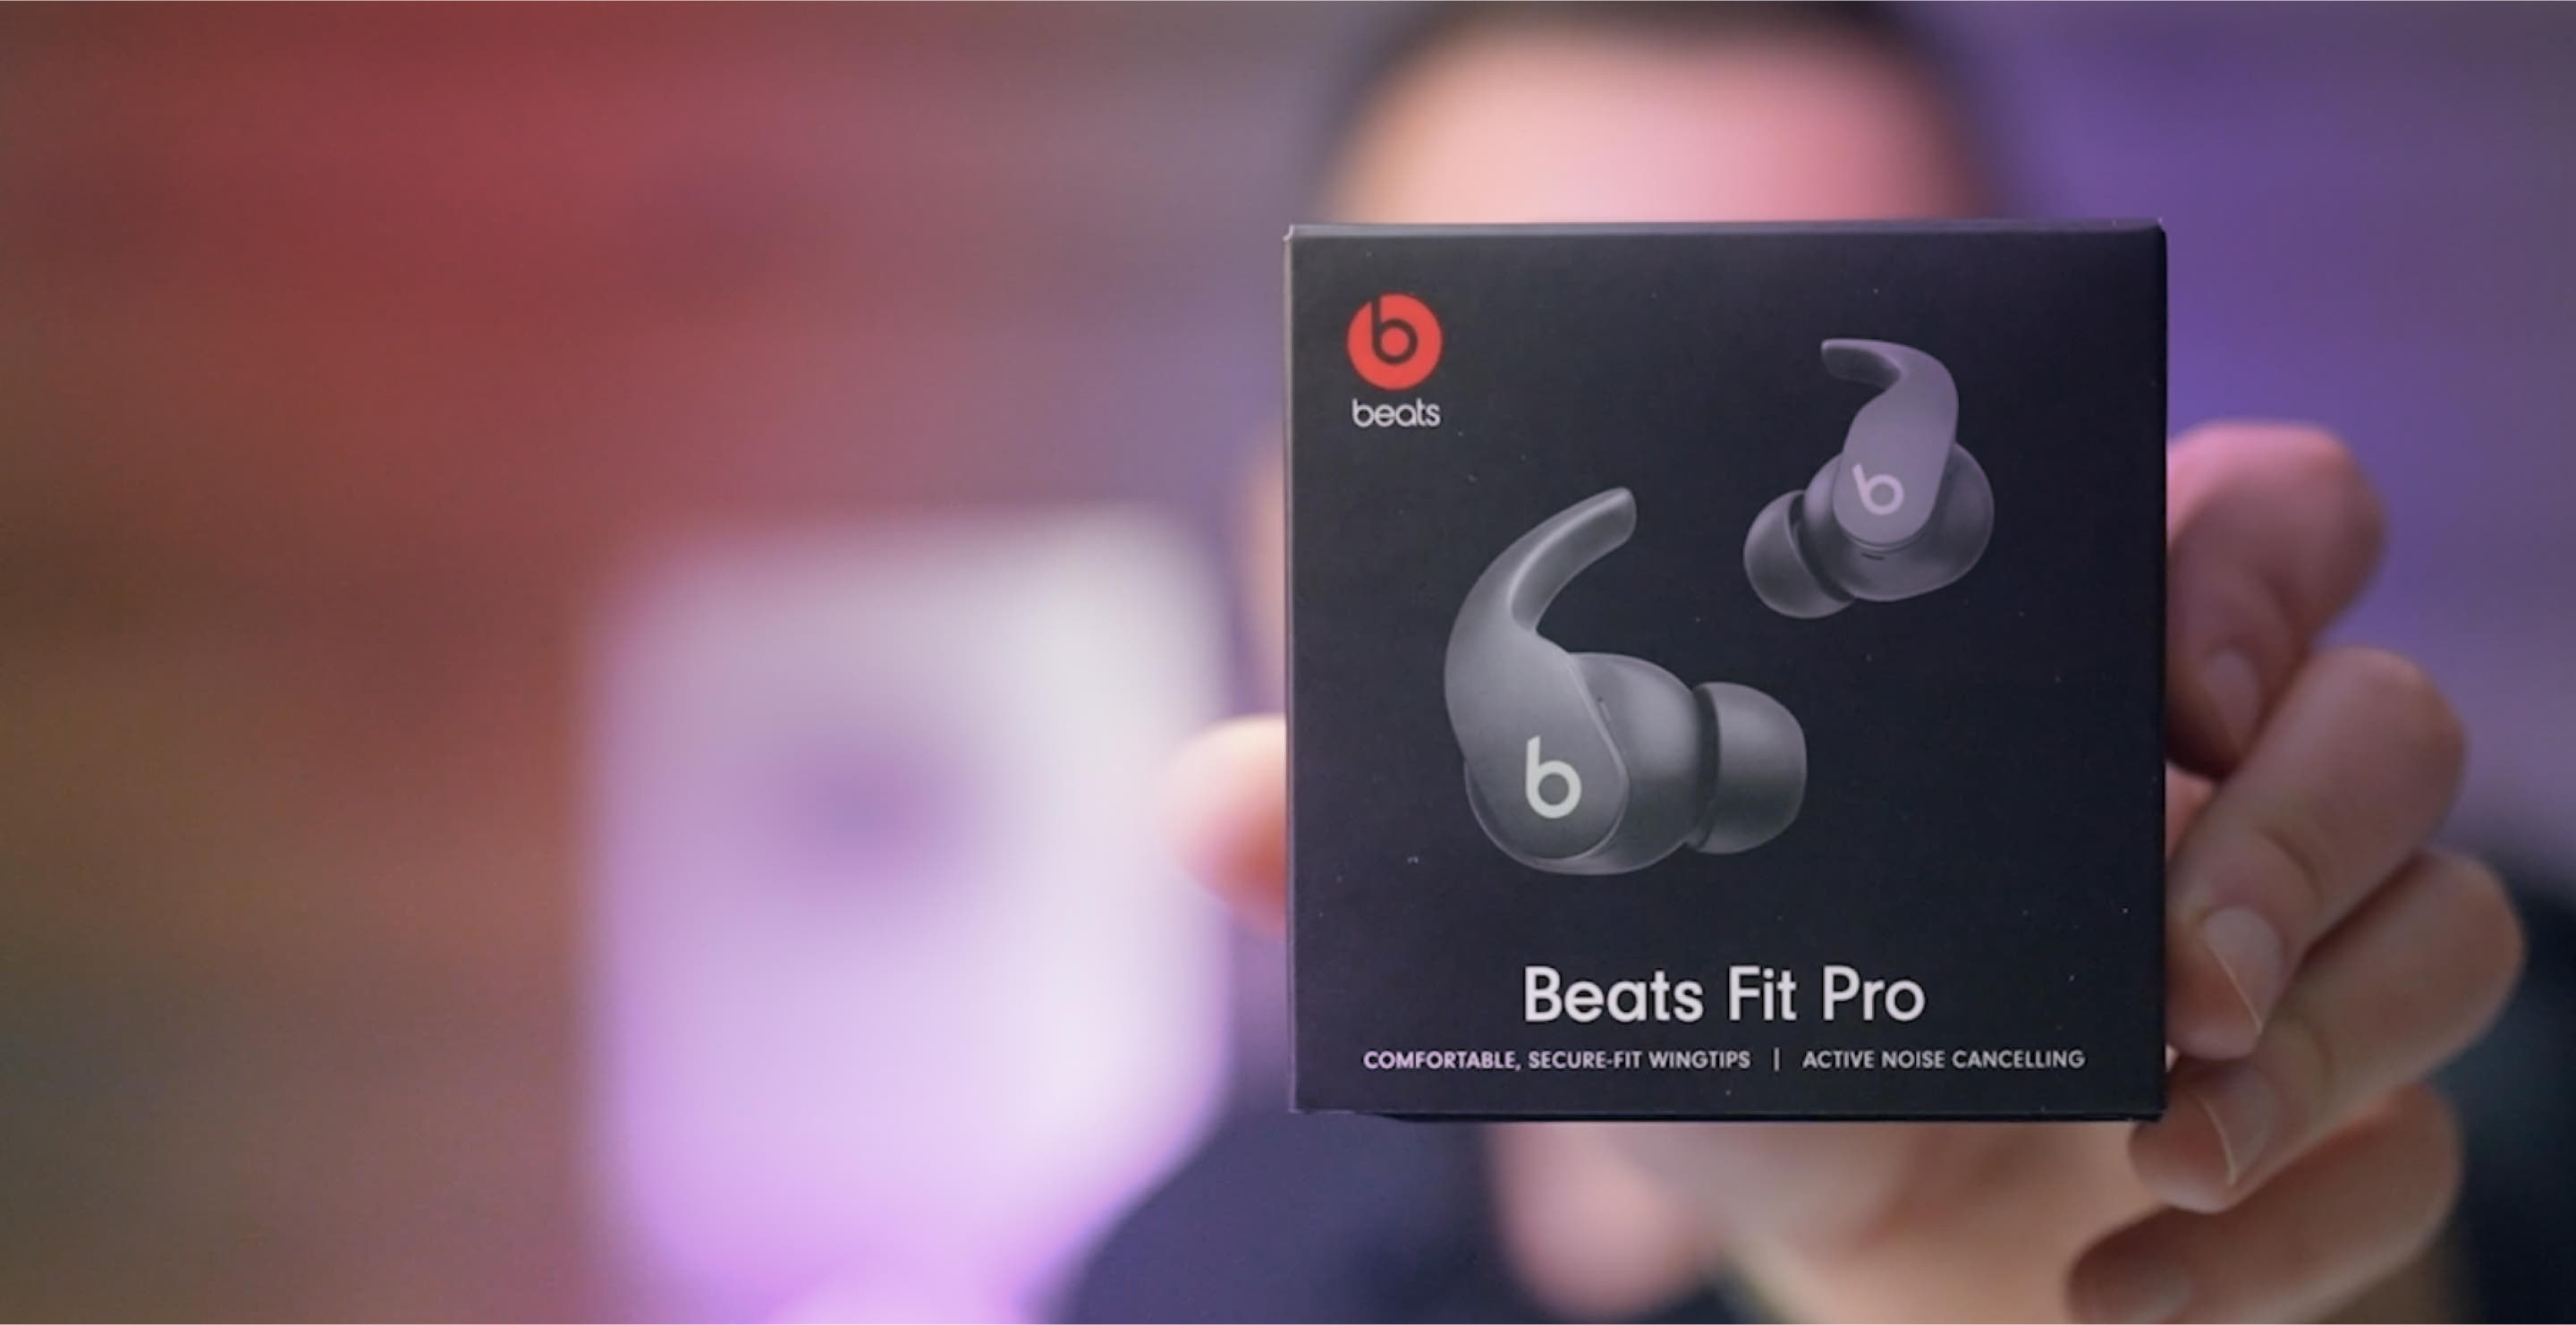 beats
b
b
Beats Fit Pro
COMFORTABLE, SECURE-FIT WINGTIPS | ACTIVE NOISE CANCELLING